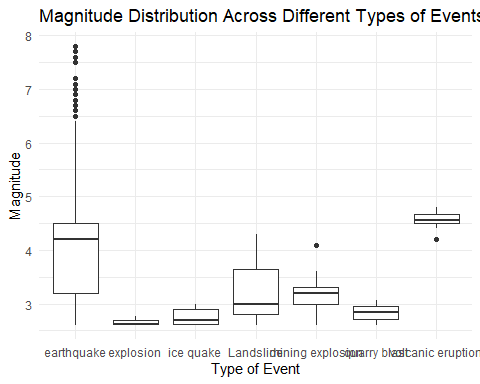 Magnitude Distribution Across Different Types of Events
8
7
6
5
4
3
Magnitude
earthquake explosion ice quake Landslide mining explosion quarry blast volcanic eruption
Type of Event